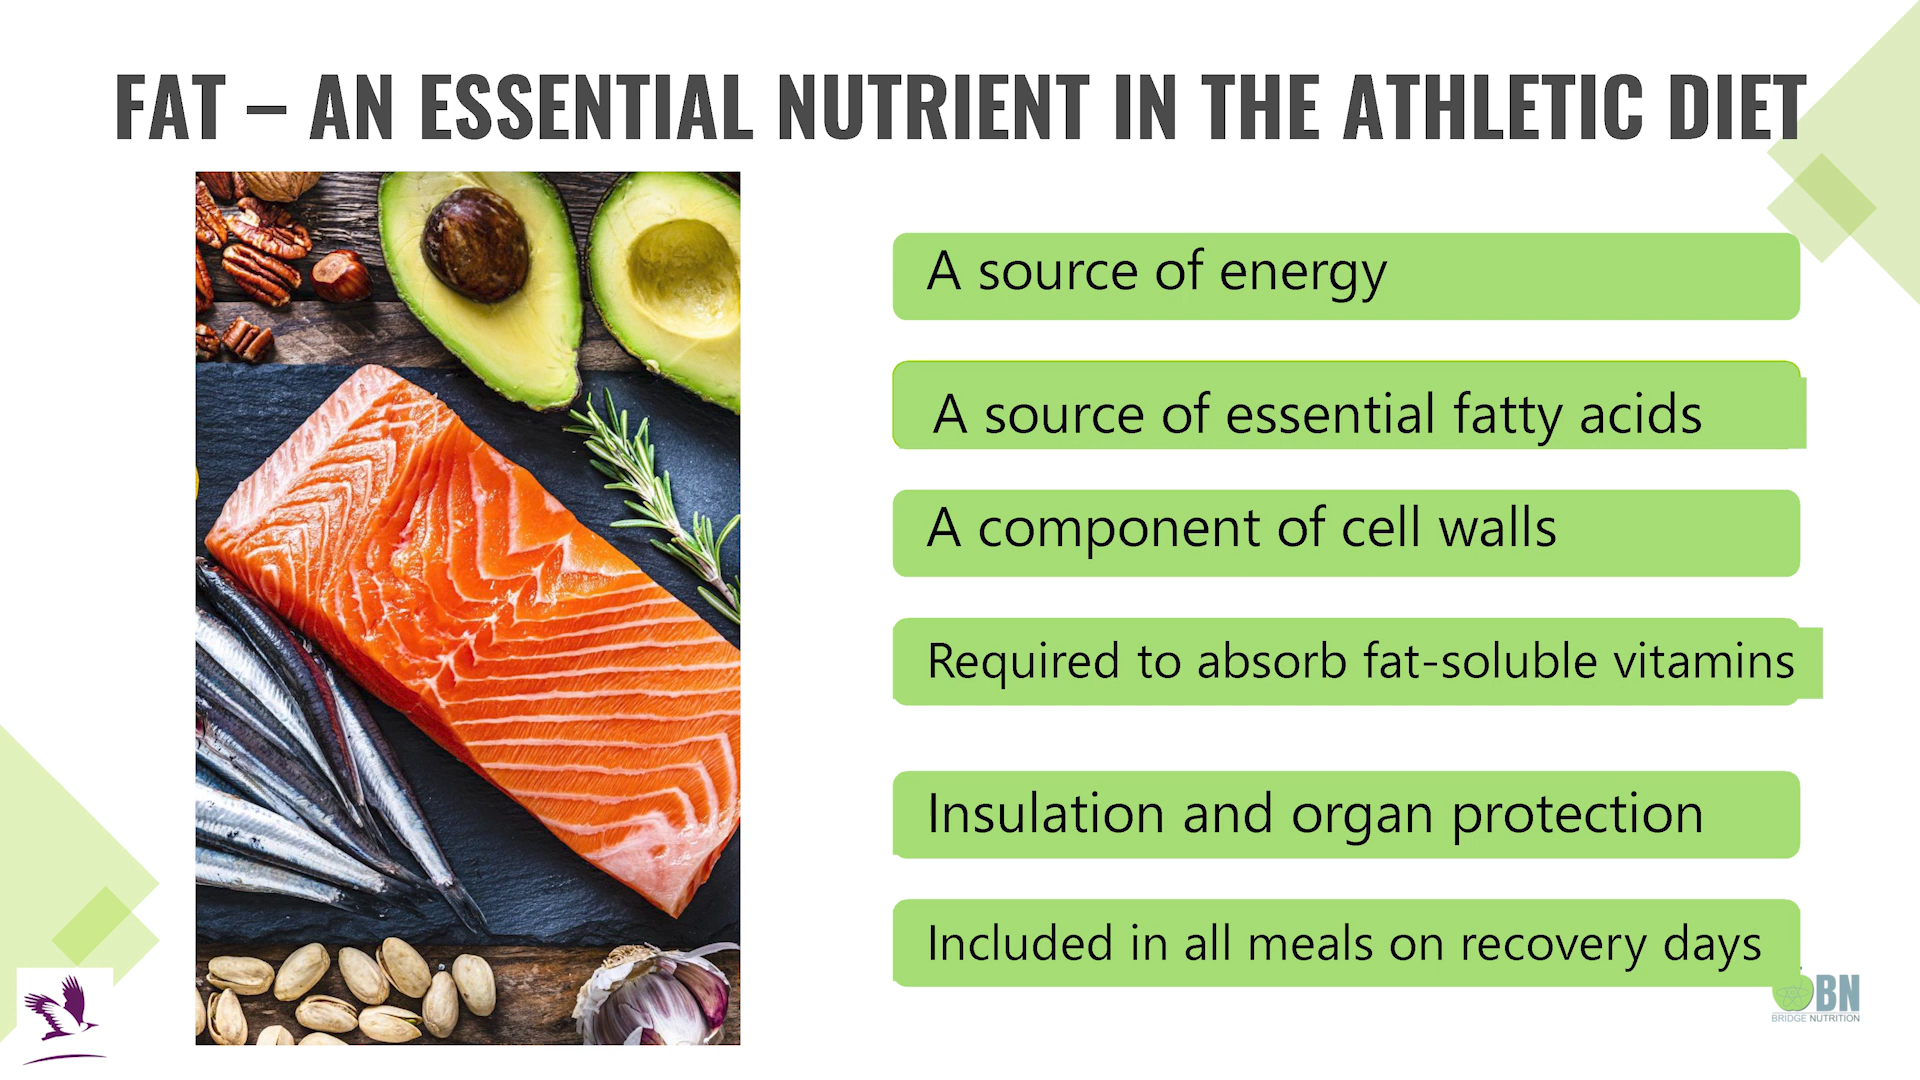 FAT – AN ESSENTIAL NUTRIENT IN THE ATHLETIC DIET
A source of energy
A source of essential fatty acids
A component of cell walls
Required to absorb fat-soluble vitamins
Insulation and organ protection
Included in all meals on recovery days
BN
BRIDGE NUTRITION